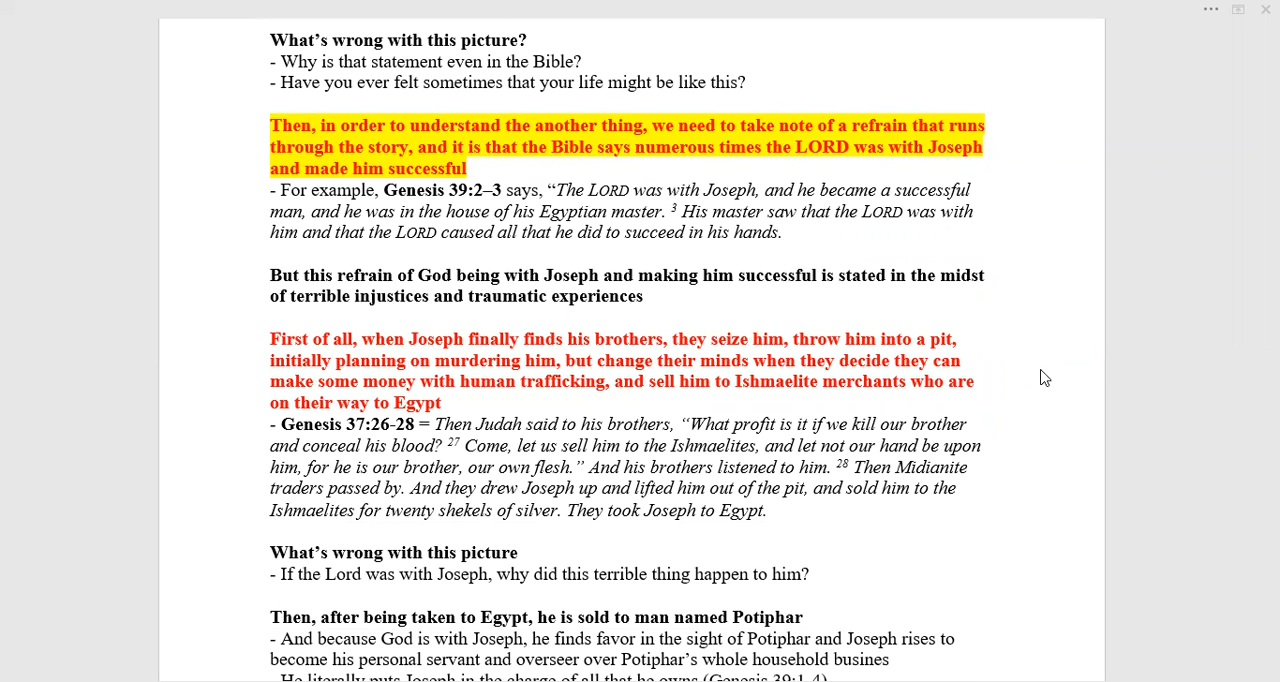 What's wrong with this picture?
- Why is that statement even in the Bible?
- Have you ever felt sometimes that your life might be like this?
Then, in order to understand the another thing, we need to take note of a refrain that runs
through the story, and it is that the Bible says numerous times the LORD was with Joseph
and made him successful
- For example, Genesis 39:2–3 says, “The LORD was with Joseph, and he became a successful
man, and he was in the house of his Egyptian master. ³ His master saw that the LORD was with
him and that the LORD caused all that he did to succeed in his hands.
But this refrain of God being with Joseph and making him successful is stated in the midst
of terrible injustices and traumatic experiences
First of all, when Joseph finally finds his brothers, they seize him, throw him into a pit,
initially planning on murdering him, but change their minds when they decide they can
make some money with human trafficking, and sell him to Ishmaelite merchants who are
on their way to Egypt
- Genesis 37:26-28 = Then Judah said to his brothers, “What profit is it if we kill our brother
and conceal his blood? ²⁷ Come, let us sell him to the Ishmaelites, and let not our hand be upon
him, for he is our brother, our own flesh.” And his brothers listened to him. ²⁸ Then Midianite
traders passed by. And they drew Joseph up and lifted him out of the pit, and sold him to the
Ishmaelites for twenty shekels of silver. They took Joseph to Egypt.
What's wrong with this picture
- If the Lord was with Joseph, why did this terrible thing happen to him?
Then, after being taken to Egypt, he is sold to man named Potiphar
- And because God is with Joseph, he finds favor in the sight of Potiphar and Joseph rises to
become his personal servant and overseer over Potiphar's whole household busines
- He literally puts Joseph in the charge of all that he owns (Genesis 39:1-4)